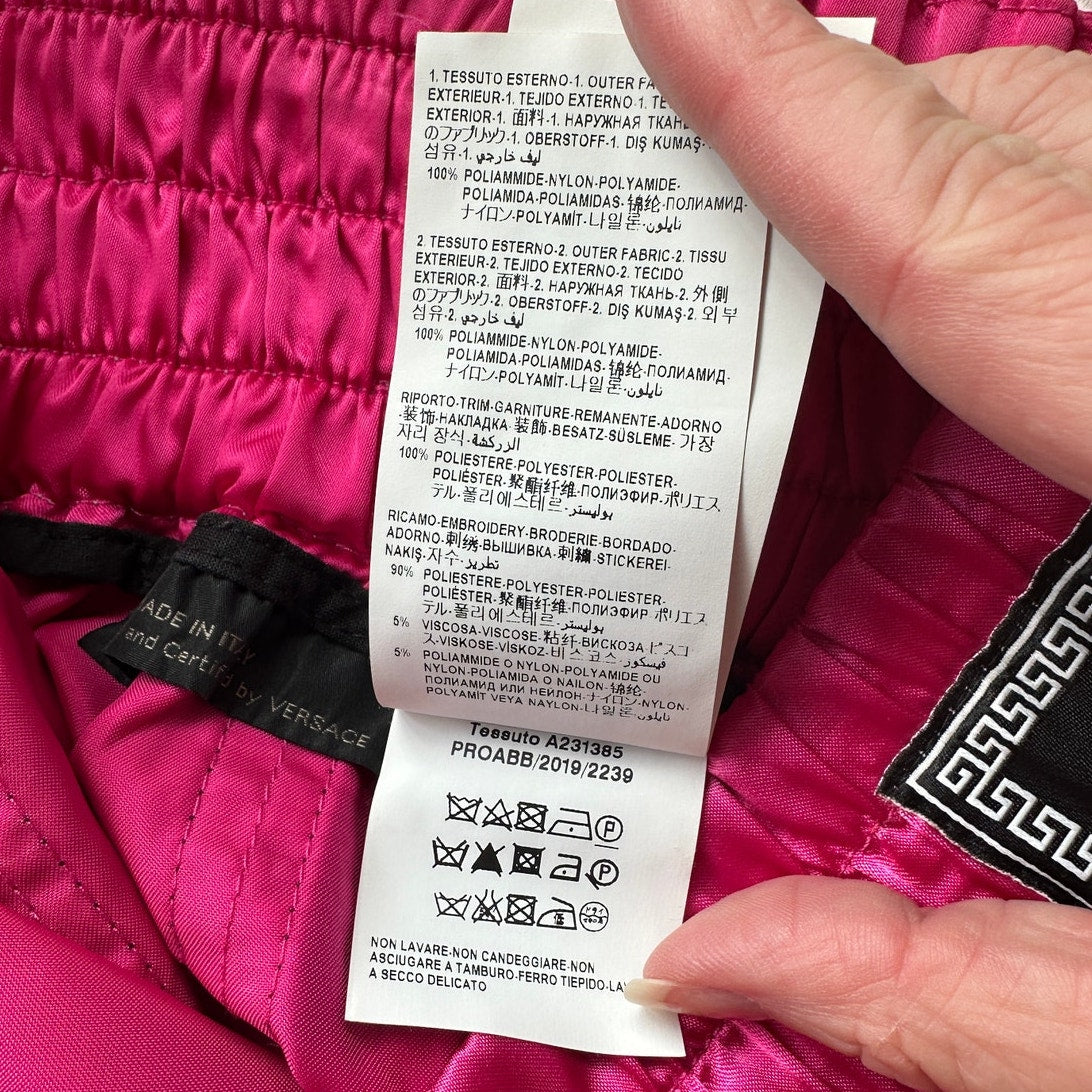 1. TESSUTO ESTERNO-1. OUTER
EXTERIEUR-1. TEJIDO EXTERNO-1.
EXTERIOR-1. 面料-1. НАРУЖНАЯ
のファブリック-1. OBERSTOFF-1. DIŞ KUMAŞ-
섬유-1. ليف خارجي
100% POLIAMMIDE-NYLON-POLYAMIDE-
POLIAMIDA-POLIAMIDAS-锦纶-ПОЛИАМИД-
ナイロン-POLYAMİT-나일론-نايلون
2. TESSUTO ESTERNO-2. OUTER FABRIC-2. TISSU
EXTERIEUR-2. TEJIDO EXTERNO-2. TECIDO
EXTERIOR-2. 面料-2. НАРУЖНАЯ ТКАНЬ-2. 外側
のファブリック-2. OBERSTOFF-2. DIŞ KUMAŞ-2. 외부
섬유-2. ليف خارجي
100% POLIAMMIDE-NYLON-POLYAMIDE-
POLIAMIDA-POLIAMIDAS-锦纶-ПОЛИАМИД-
ナイロン-POLYAMİT-나일론-نايلون
RIPORTO-TRIM-GARNITURE-REMANENTE-ADORNO
-装饰-НАКЛАДКА 装飾-BESATZ-SÜSLEME- 가장
자리 장식-الزركشة
100% POLIESTERE-POLYESTER-POLIESTER-
POLIÉSTER-聚酯纤维-ПОЛИЭФИР-ポリエス
テル-폴리에스테르-بوليستر
RICAMO-EMBROIDERY-BRODERIE-BORDADO-
ADORNO-刺绣-ВЫШИВКА-刺繍-STICKEREI-
NAKIŞ-자수-تطريز
90% POLIESTERE-POLYESTER-POLIESTER-
POLIÉSTER-聚酯纤维-ПОЛИЭФИР-ポリエス
テル-폴리에스테르-بوليستر
5% VISCOSA-VISCOSE-粘纤-ВИСКОЗА ビスコ
ス-VISKOSE-VİSKOZ-비스코스-فيسكوز
5% POLIAMMIDE O NYLON-POLYAMIDE OU
NYLON-POLIAMIDA O NAILON-锦纶-
ПОЛИАМИД ИЛИ НЕЙЛОН-ナイロン-NYLON-
POLYAMİT VEYA NAYLON-나일론-نايلون
MADE IN ITALY
and Certif by VERSACE
Tessuto A231385
PROABB/2019/2239
P
P
NON LAVARE-NON CANDEGGIARE-NON
ASCIUGARE A TAMBURO-FERRO TIEPIDO-
A SECCO DELICATO